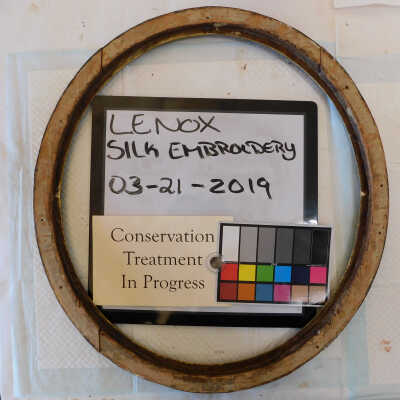 LENOX
SILK EMBROIDERY
03-21-2019
Conservation
Treatment
In Progress